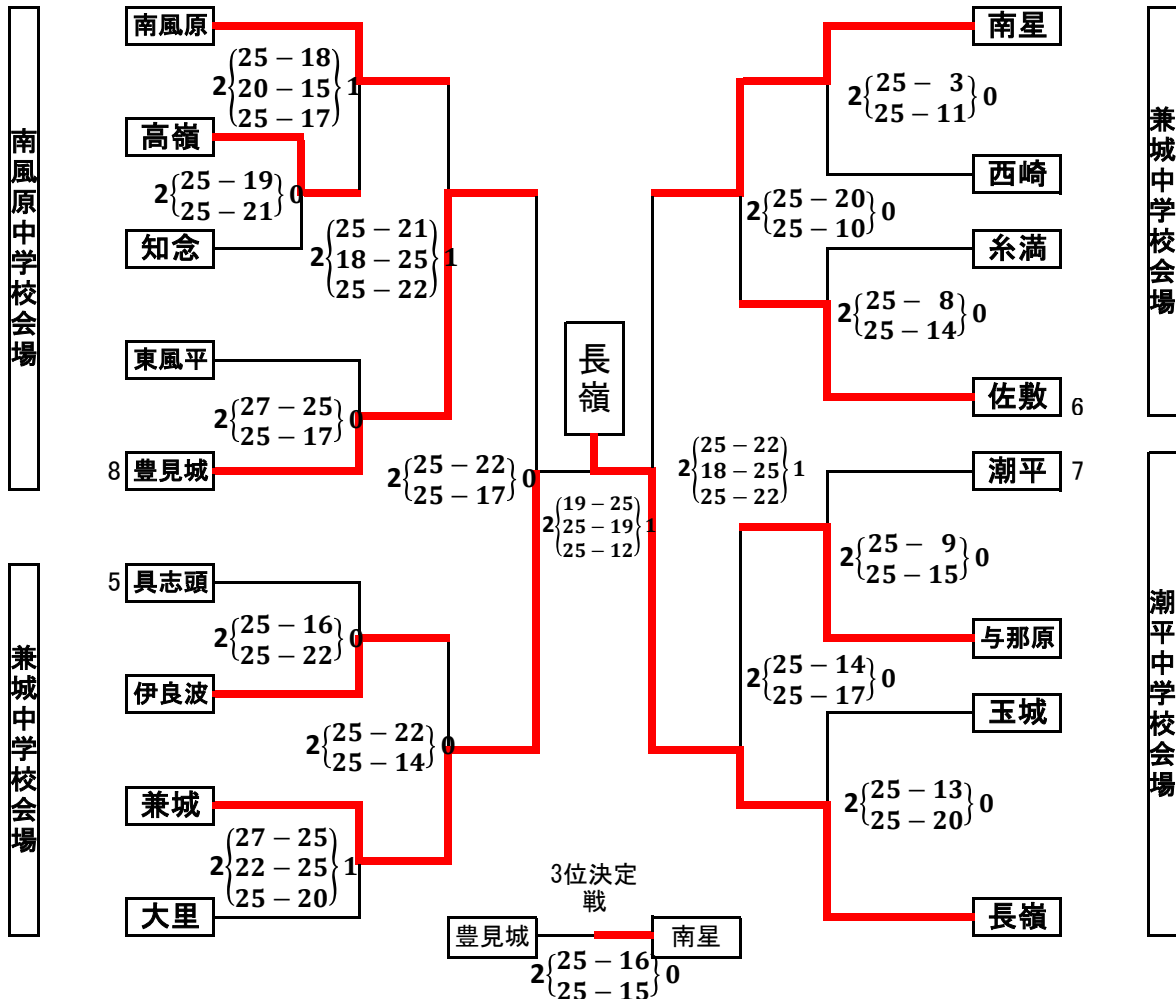 南風原中学校会場
南風原
2{25 − 18
20 − 15
25 − 17}1
高嶺
2{25 − 19
25 − 21}0
知念
2{25 − 21
18 − 25
25 − 22}1
東風平
2{27 − 25
25 − 17}0
8 豊見城
2{25 − 22
25 − 17}0
兼城中学校会場
5 具志頭
2{25 − 16
25 − 22}0
伊良波
2{25 − 22
25 − 14}0
兼城
2{27 − 25
22 − 25
25 − 20}1
大里
長嶺
2{19 − 25
25 − 19
25 − 12}1
3位決定
戦
豊見城 南星
2{25 − 16
25 − 15}0
兼城中学校会場
南星
2{25 − 3
25 − 11}0
西崎
2{25 − 20
25 − 10}0
糸満
2{25 − 8
25 − 14}0
佐敷 6
2{25 − 22
18 − 25
25 − 22}1
潮平中学校会場
潮平 7
2{25 − 9
25 − 15}0
与那原
2{25 − 14
25 − 17}0
玉城
2{25 − 13
25 − 20}0
長嶺